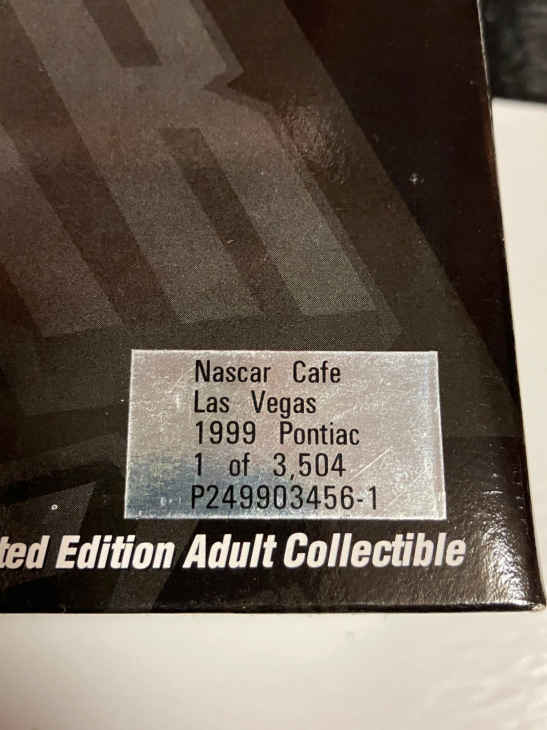 Nascar Cafe
Las Vegas
1999 Pontiac
1 of 3,504
P249903456-1
ted Edition Adult Collectible